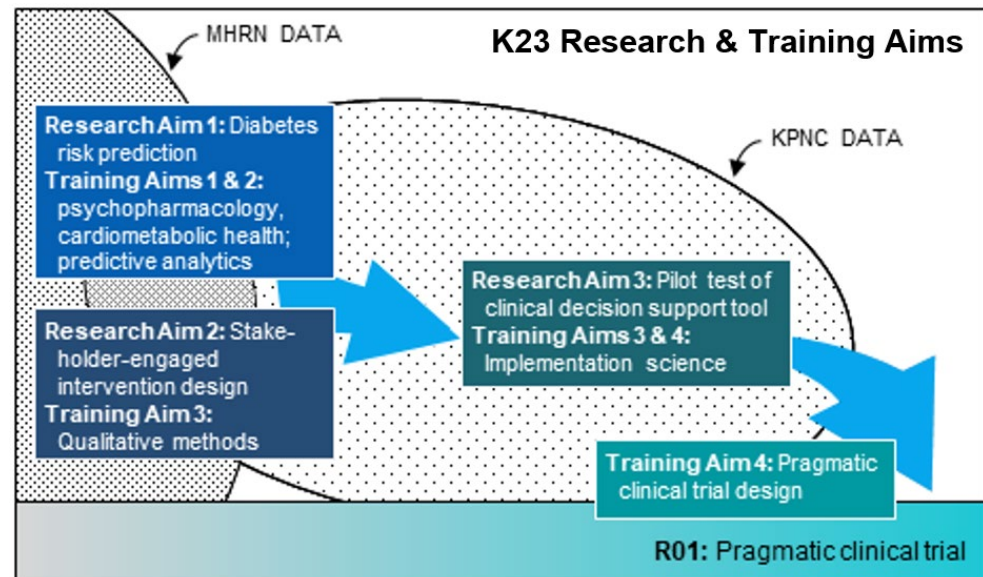 MHRN DATA
K23 Research & Training Aims
KPNC DATA
Research Aim 1: Diabetes
risk prediction
Training Aims 1 & 2:
psychopharmacology,
cardiometabolic health;
predictive analytics
Research Aim 2: Stake-
holder-engaged
intervention design
Training Aim 3:
Qualitative methods
Research Aim 3: Pilot test of
clinical decision support tool
Training Aims 3 & 4:
Implementation science
Training Aim 4: Pragmatic
clinical trial design
R01: Pragmatic clinical trial